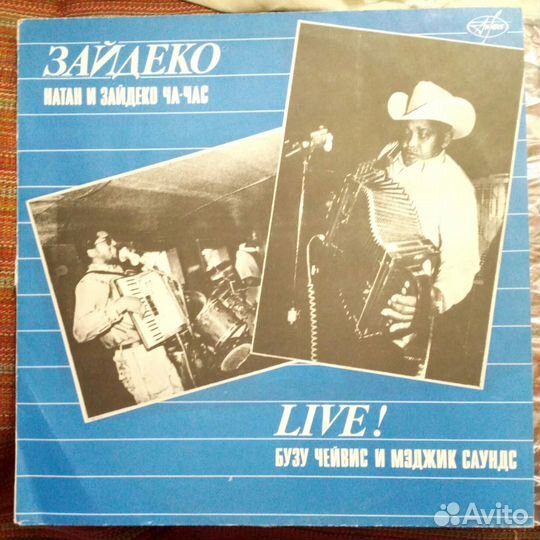 ЗАЙДЕКО
НАТАН И ЗАЙДЕКО ЧА-ЧАС
LIVE!
БУЗУ ЧЕЙВИС И МЭДЖИК САУНДС
Avito